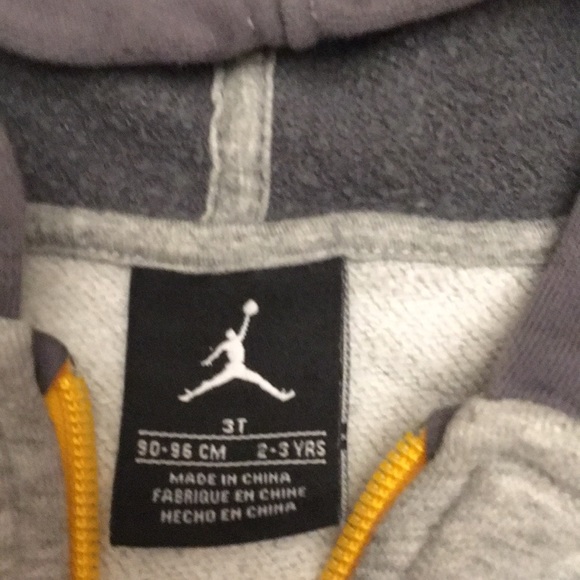 3T
90-96 CM 2-3 YRS
MADE IN CHINA
FABRIQUE EN CHINE
HECHO EN CHINA